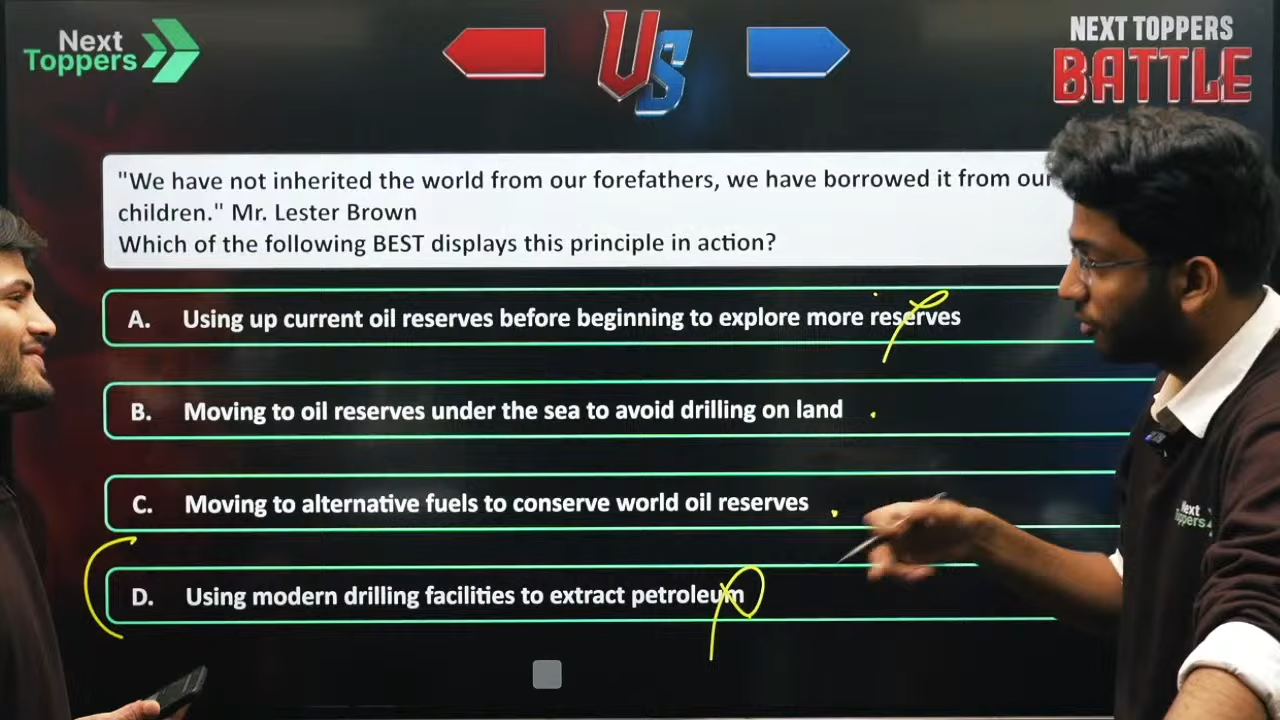 Next
Toppers
US
NEXT TOPPERS
BATTLE
"We have not inherited the world from our forefathers, we have borrowed it from our
children." Mr. Lester Brown
Which of the following BEST displays this principle in action?
A. Using up current oil reserves before beginning to explore more reserves
B. Moving to oil reserves under the sea to avoid drilling on land
C. Moving to alternative fuels to conserve world oil reserves
D. Using modern drilling facilities to extract petroleum
Next
Toppers